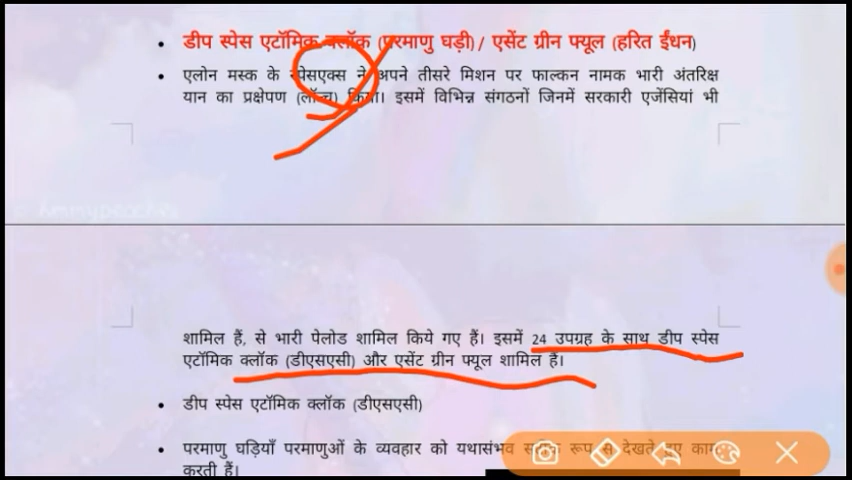 डीप स्पेस एटॉमिक क्लॉक (परमाणु घड़ी) / एसेंट ग्रीन फ्यूल (हरित ईंधन)
एलोन मस्क के स्पेसएक्स ने अपने तीसरे मिशन पर फाल्कन नामक भारी अंतरिक्ष
यान का प्रक्षेपण (लॉन्च) किया। इसमें विभिन्न संगठनों जिनमें सरकारी एजेंसियां भी
शामिल हैं, से भारी पेलोड शामिल किये गए हैं। इसमें 24 उपग्रह के साथ डीप स्पेस
एटॉमिक क्लॉक (डीएसएसी) और एसेंट ग्रीन फ्यूल शामिल हैं।
डीप स्पेस एटॉमिक क्लॉक (डीएसएसी)
परमाणु घड़ियाँ परमाणुओं के व्यवहार को यथासंभव रूप से देखते हुए काम
करती हैं।